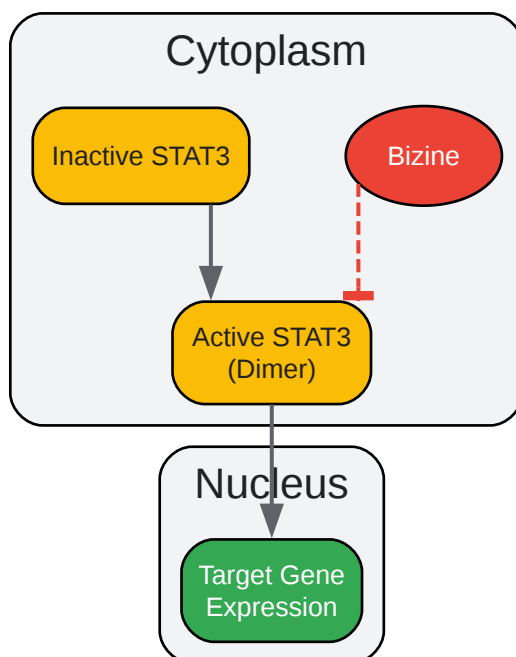 Cytoplasm
Inactive STAT3
Bizine
Active STAT3
(Dimer)
Nucleus
Target Gene
Expression